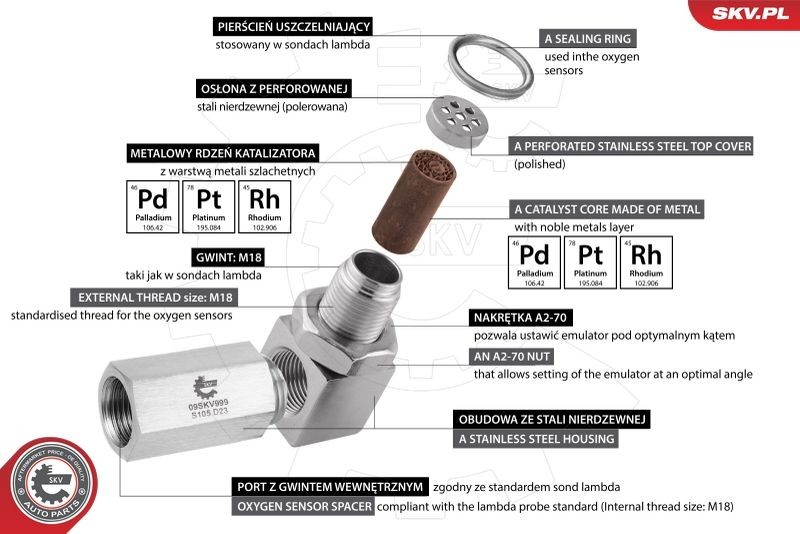 SKV.PL
PIERŚCIEŃ USZCZELNIAJĄCY
stosowany w sondach lambda
A SEALING RING
used inthe oxygen
sensors
OSŁONA Z PERFOROWANEJ
stali nierdzewnej (polerowana)
A PERFORATED STAINLESS STEEL TOP COVER
(polished)
METALOWY RDZEŃ KATALIZATORA
z warstwą metali szlachetnych
46 Pd Palladium 106.42
78 Pt Platinum 195.084
45 Rh Rhodium 102.906
A CATALYST CORE MADE OF METAL
with noble metals layer
46 Pd Palladium 106.42
78 Pt Platinum 195.084
45 Rh Rhodium 102.906
GWINT: M18
taki jak w sondach lambda
EXTERNAL THREAD size: M18
standardised thread for the oxygen sensors
NAKRĘTKA A2-70
pozwala ustawić emulator pod optymalnym kątem
AN A2-70 NUT
that allows setting of the emulator at an optimal angle
SKV
09SKV999
S105 D23
OBUDOWA ZE STALI NIERDZEWNEJ
A STAINLESS STEEL HOUSING
PORT Z GWINTEM WEWNĘTRZNYM zgodny ze standardem sond lambda
OXYGEN SENSOR SPACER compliant with the lambda probe standard (Internal thread size: M18)
AFTERMARKET PRICE - OE QUALITY
SKV
AUTO PARTS
SKV